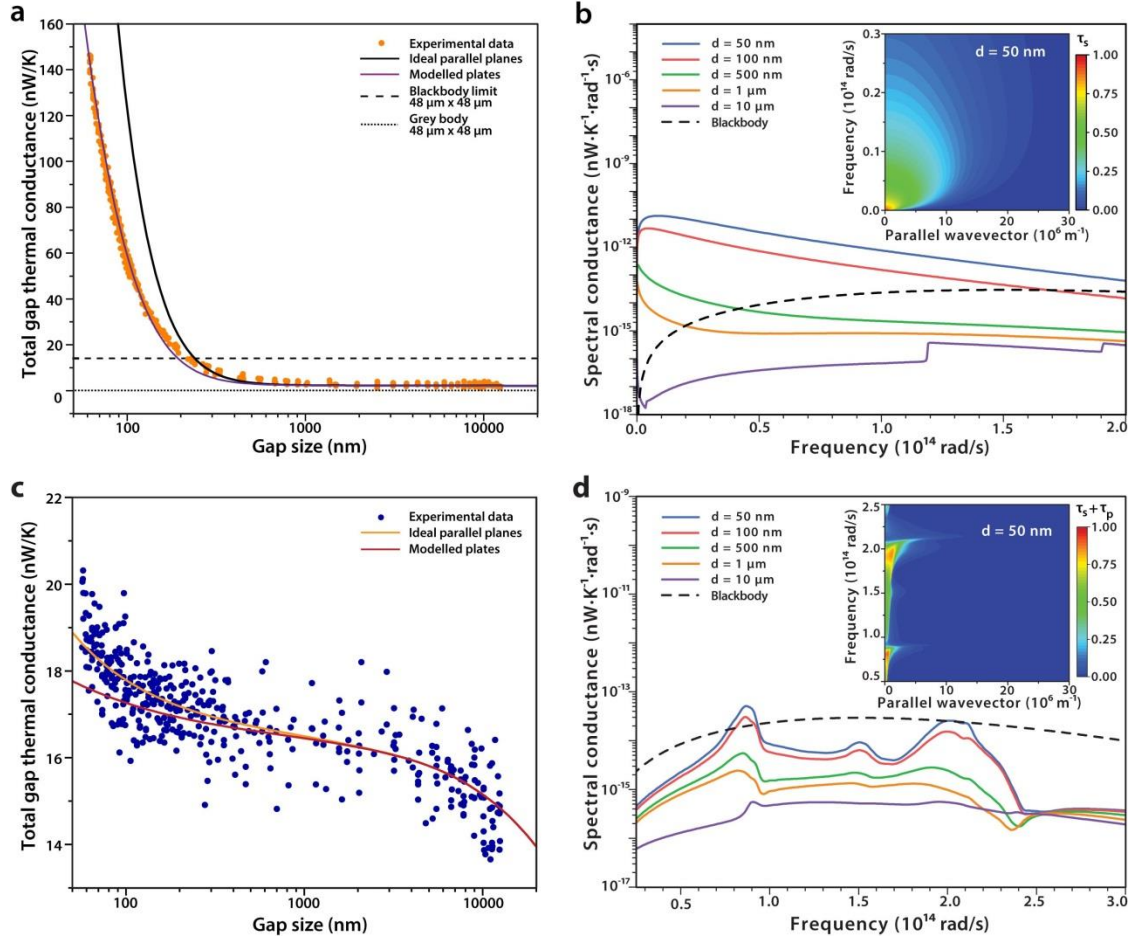 a
Total gap thermal conductance (nW/K)
160
140
120
100
80
60
40
20
0
Experimental data
Ideal parallel planes
Modelled plates
Blackbody limit
48 μm x 48 μm
Grey body
48 μm x 48 μm
100
1000
10000
Gap size (nm)
b
Spectral conductance (nW·K⁻¹·rad⁻¹·s)
10⁻⁶
10⁻⁹
10⁻¹²
10⁻¹⁵
10⁻¹⁸
d = 50 nm
d = 100 nm
d = 500 nm
d = 1 μm
d = 10 μm
Blackbody
Frequency (10¹⁴ rad/s)
0.3
0.2
0.1
0.0
d = 50 nm
0
10
20
30
Parallel wavevector (10⁶ m⁻¹)
τs
1.00
0.75
0.50
0.25
0.00
0.0
0.5
1.0
1.5
2.0
Frequency (10¹⁴ rad/s)
c
Total gap thermal conductance (nW/K)
22
20
18
16
14
Experimental data
Ideal parallel planes
Modelled plates
100
1000
10000
Gap size (nm)
d
Spectral conductance (nW·K⁻¹·rad⁻¹·s)
10⁻⁹
10⁻¹¹
10⁻¹³
10⁻¹⁵
10⁻¹⁷
d = 50 nm
d = 100 nm
d = 500 nm
d = 1 μm
d = 10 μm
Blackbody
Frequency (10¹⁴ rad/s)
2.5
2.0
1.5
1.0
0.5
d = 50 nm
0
10
20
30
Parallel wavevector (10⁶ m⁻¹)
τs + τp
1.00
0.75
0.50
0.25
0.00
0.5
1.0
1.5
2.0
2.5
3.0
Frequency (10¹⁴ rad/s)